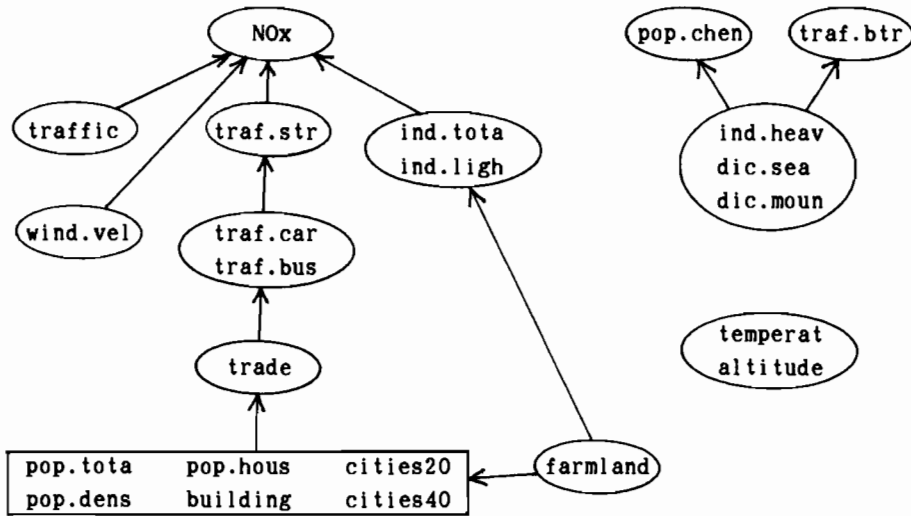 NOx
pop.chen
traf.btr
traffic
traf.str
ind.tota
ind.ligh
ind.heav
dic.sea
dic.moun
wind.vel
traf.car
traf.bus
temperat
altitude
trade
pop.tota pop.hous cities20
pop.dens building cities40
farmland